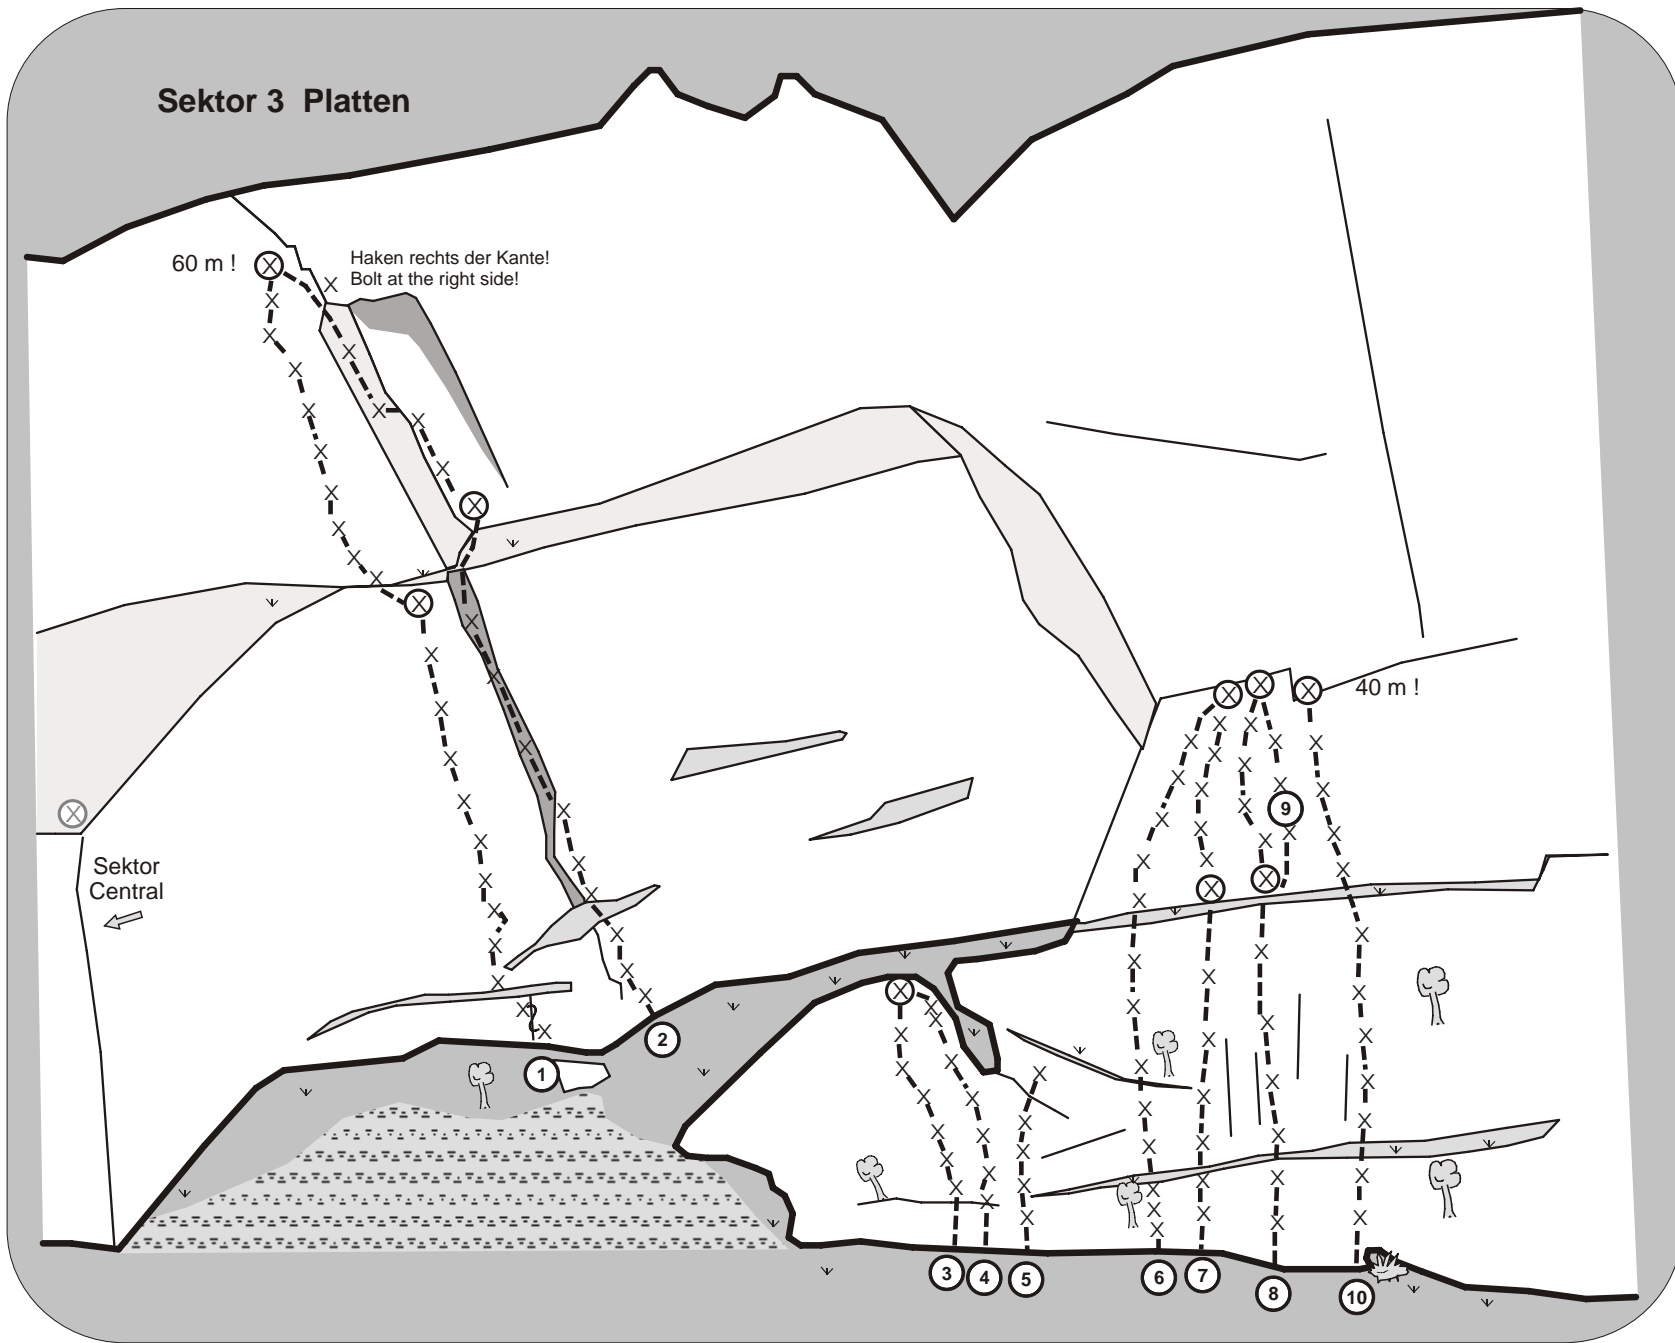 Sektor 3 Platten
60 m !
Haken rechts der Kante!
Bolt at the right side!
40 m !
9
Sektor
Central
2
1
3
4
5
6
7
8
10